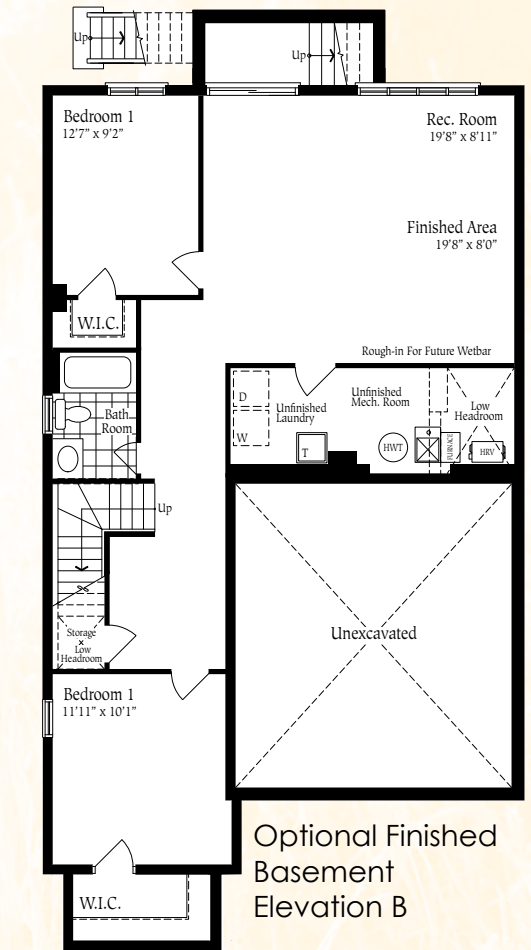 Up
Up
Bedroom 1
12'7" x 9'2"
Rec. Room
19'8" x 8'11"
Finished Area
19'8" x 8'0"
W.I.C.
Rough-in For Future Wetbar
D
W
Unfinished
Laundry
T
Unfinished
Mech. Room
HWT
FURNACE
Low
Headroom
HRV
Bath
Room
Up
Storage
x
Low
Headroom
Unexcavated
Bedroom 1
11'11" x 10'1"
W.I.C.
Optional Finished
Basement
Elevation B